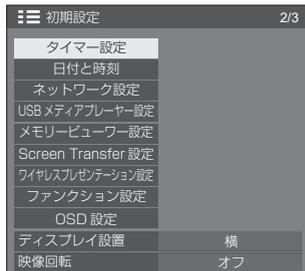 初期設定 2/3
タイマー設定
日付と時刻
ネットワーク設定
USB メディアプレーヤー設定
メモリービューワー設定
Screen Transfer 設定
ワイヤレスプレゼンテーション設定
ファンクション設定
OSD 設定
ディスプレイ設置 横
映像回転 オフ